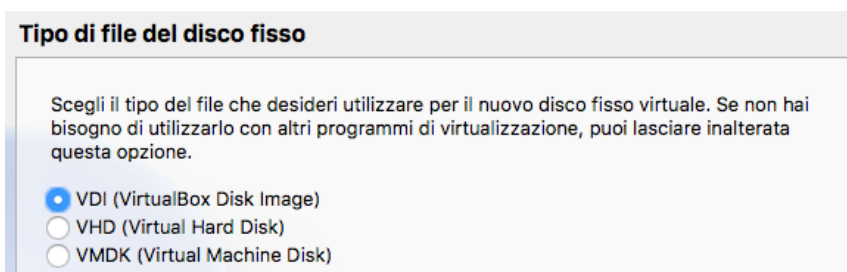 Tipo di file del disco fisso
Scegli il tipo del file che desideri utilizzare per il nuovo disco fisso virtuale. Se non hai
bisogno di utilizzarlo con altri programmi di virtualizzazione, puoi lasciare inalterata
questa opzione.
VDI (VirtualBox Disk Image)
VHD (Virtual Hard Disk)
VMDK (Virtual Machine Disk)